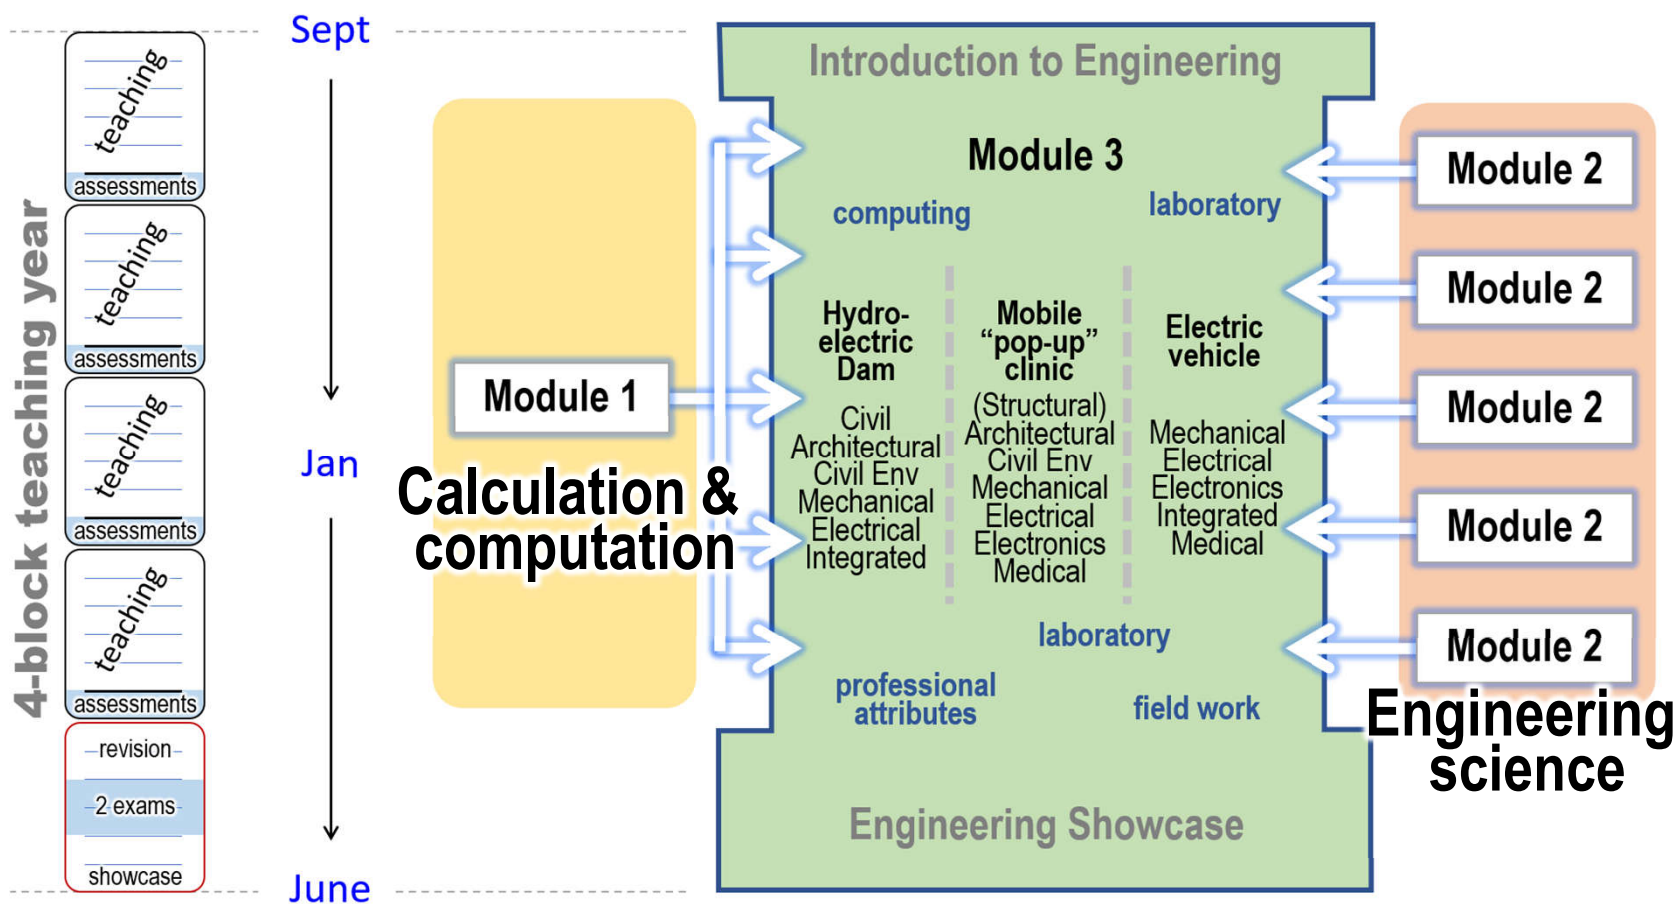 4-block teaching year
teaching
assessments
teaching
assessments
teaching
assessments
teaching
assessments
revision
2 exams
showcase
Sept
Jan
June
Module 1
Calculation &
computation
Introduction to Engineering
Module 3
computing
laboratory
Hydro-
electric
Dam
Civil
Architectural
Civil Env
Mechanical
Electrical
Integrated
Mobile
“pop-up”
clinic
(Structural)
Architectural
Civil Env
Mechanical
Electrical
Electronics
Medical
Electric
vehicle
Mechanical
Electrical
Electronics
Integrated
Medical
laboratory
professional
attributes
field work
Engineering Showcase
Module 2
Module 2
Module 2
Module 2
Module 2
Engineering
science